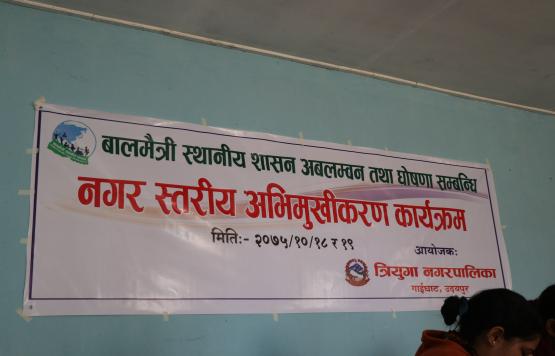 बालमैत्री स्थानीय शासन अबलम्बन तथा घोषणा सम्बन्धि
नगर स्तरीय अभिमुखीकरण कार्यक्रम
मितिः- २०७५/१०/१८ र १९
आयोजकः
त्रियुगा नगरपालिका
गाईघाट, उदयपुर